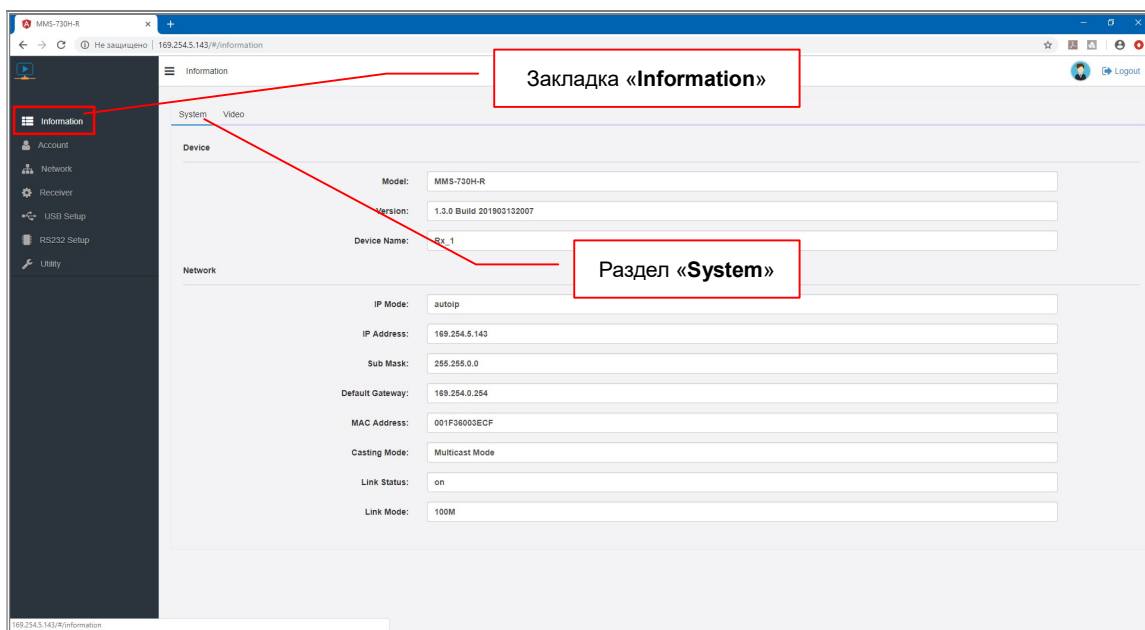 MMS-730H-R
Не защищено | 169.254.5.143/#/information
Information
Logout
Закладка «Information»
Information
Account
Network
Receiver
USB Setup
RS232 Setup
Utility
System Video
Device
Model: MMS-730H-R
Version: 1.3.0 Build 201903132007
Device Name: Rx_1
Раздел «System»
Network
IP Mode: autoip
IP Address: 169.254.5.143
Sub Mask: 255.255.0.0
Default Gateway: 169.254.0.254
MAC Address: 001F36003ECF
Casting Mode: Multicast Mode
Link Status: on
Link Mode: 100M
169.254.5.143/#/information